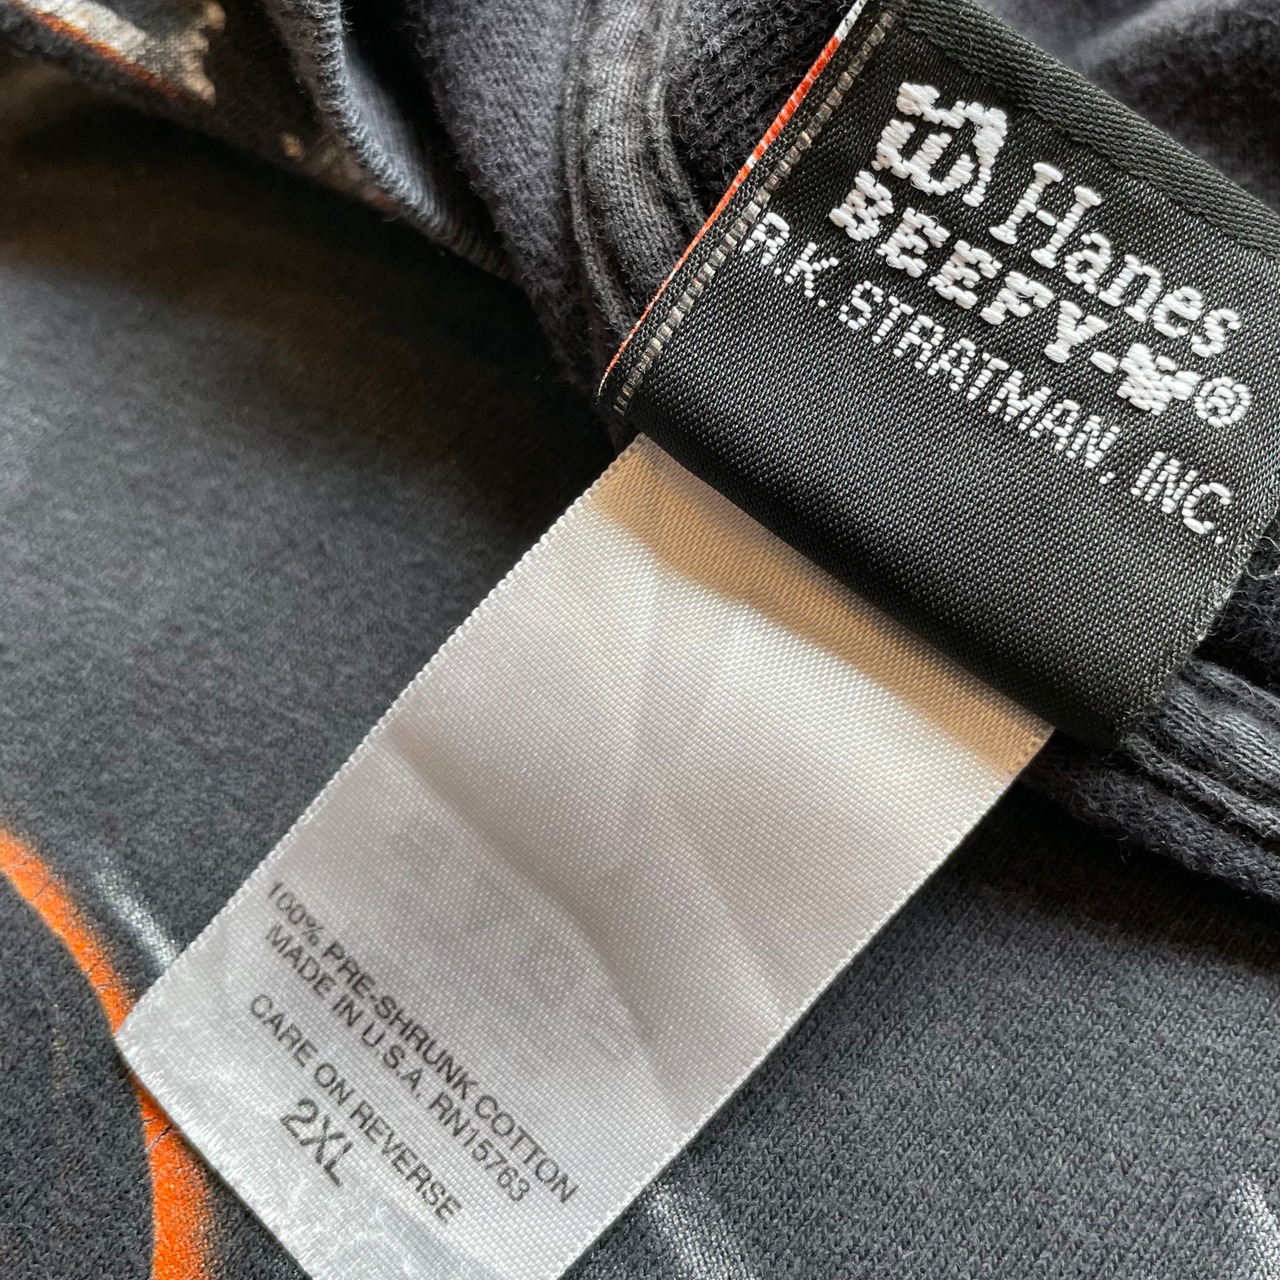 Hanes
BEEFY-T®
R.K. STRATMAN, INC.
100% PRE-SHRUNK COTTON
MADE IN U.S.A. RN15763
CARE ON REVERSE
2XL